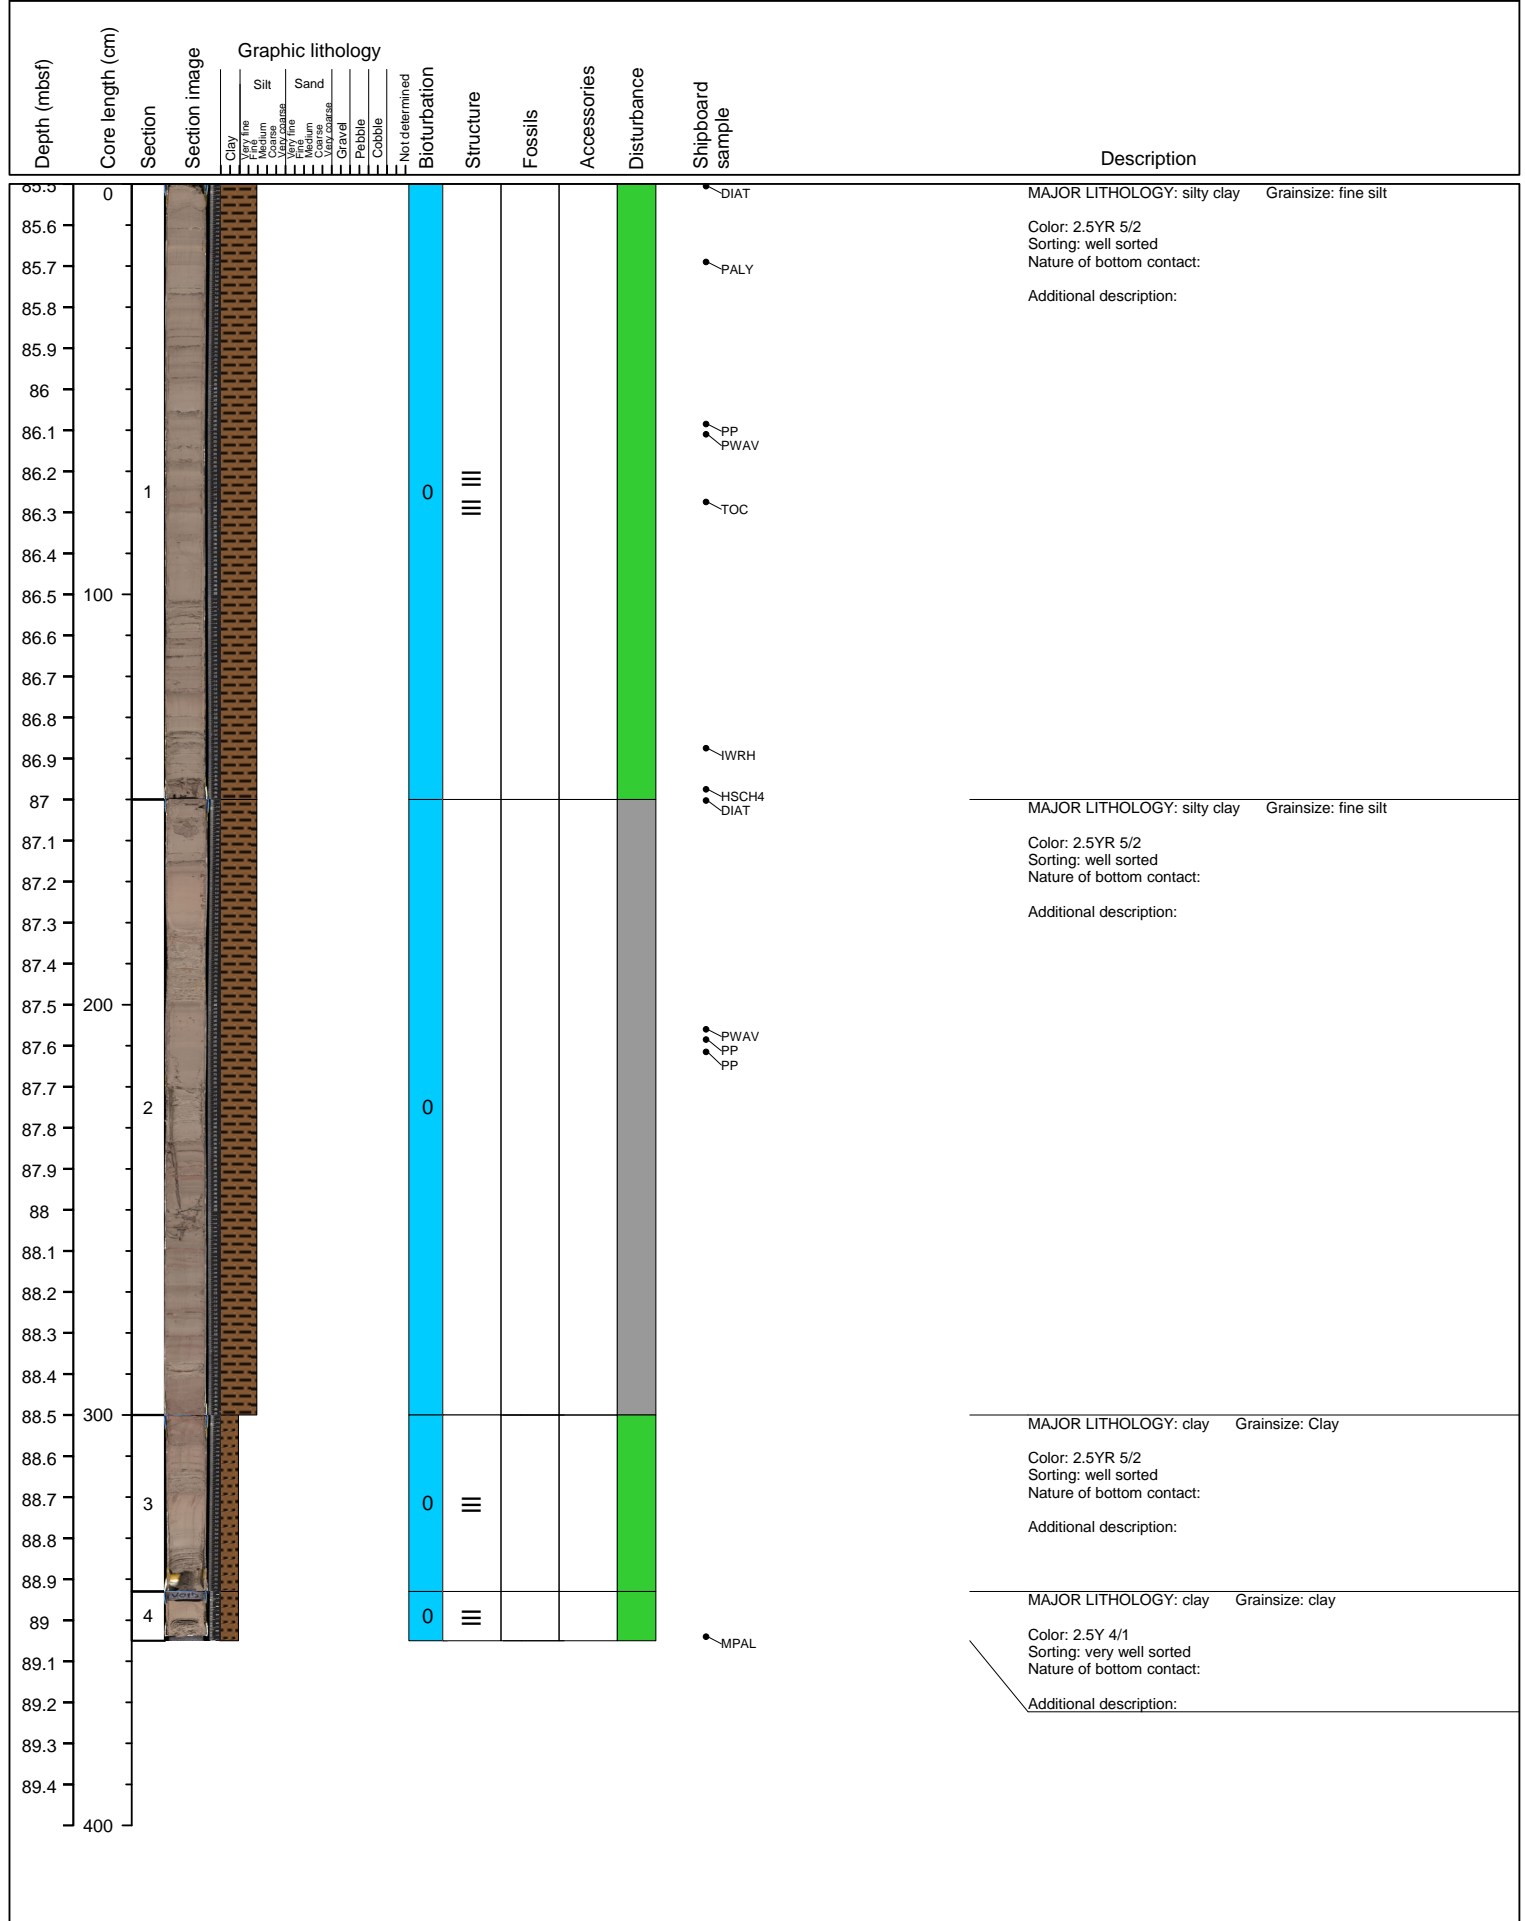 Depth (mbsf)
Core length (cm)
Section
Section image
Graphic lithology
Clay
Silt
Very fine
Fine
Medium
Coarse
Very coarse
Sand
Very fine
Fine
Medium
Coarse
Very coarse
Gravel
Pebble
Cobble
Not determined
Bioturbation
Structure
Fossils
Accessories
Disturbance
Shipboard
sample
Description
85.5
85.6
85.7
85.8
85.9
86
86.1
86.2
86.3
86.4
86.5
86.6
86.7
86.8
86.9
87
87.1
87.2
87.3
87.4
87.5
87.6
87.7
87.8
87.9
88
88.1
88.2
88.3
88.4
88.5
88.6
88.7
88.8
88.9
89
89.1
89.2
89.3
89.4
0
100
200
300
400
1
2
3
4
0
0
0
0
DIAT
PALY
PP
PWAV
TOC
IWRH
HSCH4
DIAT
PWAV
PP
PP
MPAL
MAJOR LITHOLOGY: silty clay Grainsize: fine silt
Color: 2.5YR 5/2
Sorting: well sorted
Nature of bottom contact:
Additional description:
MAJOR LITHOLOGY: silty clay Grainsize: fine silt
Color: 2.5YR 5/2
Sorting: well sorted
Nature of bottom contact:
Additional description:
MAJOR LITHOLOGY: clay Grainsize: Clay
Color: 2.5YR 5/2
Sorting: well sorted
Nature of bottom contact:
Additional description:
MAJOR LITHOLOGY: clay Grainsize: clay
Color: 2.5Y 4/1
Sorting: very well sorted
Nature of bottom contact:
Additional description: